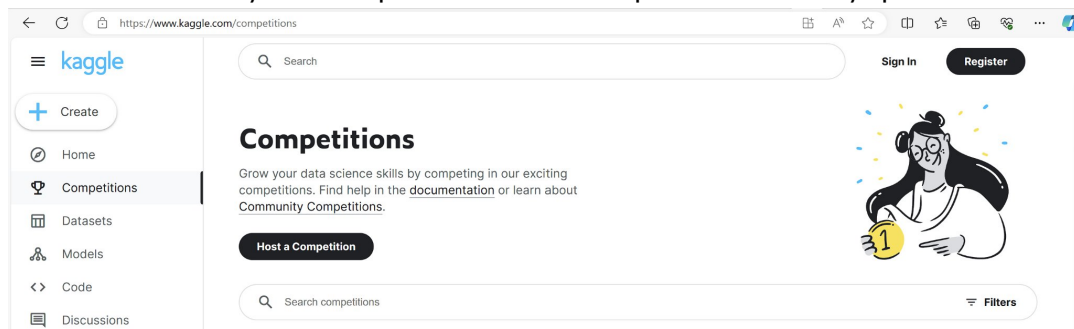 https://www.kaggle.com/competitions
kaggle
Search
Sign In
Register
Create
Home
Competitions
Datasets
Models
Code
Discussions
Competitions
Grow your data science skills by competing in our exciting
competitions. Find help in the documentation or learn about
Community Competitions.
Host a Competition
1
Search competitions
Filters